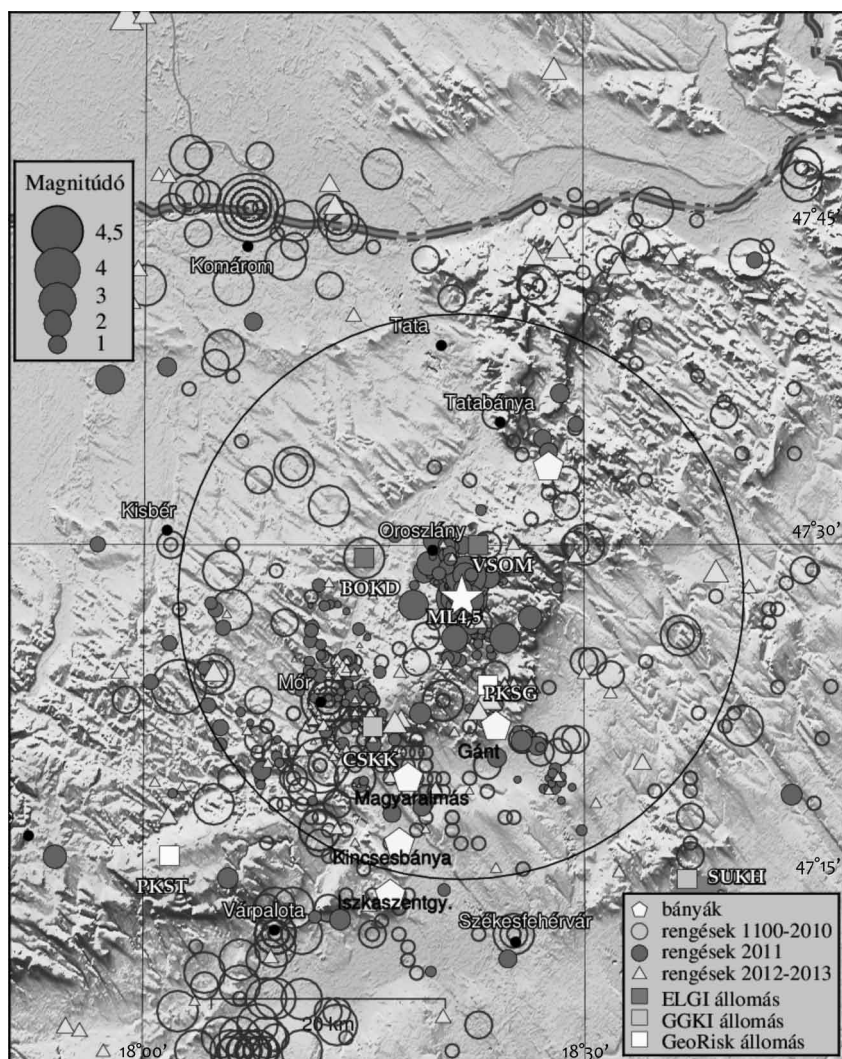 Magnitúdó
4,5
4
3
2
1
47°45'
Komárom
Tata
Tatabánya
Kisbér
Oroszlány
47°30'
VSOM
BOKD
ML4,5
Mór
PKSG
Gánt
CSKK
Magyaralmás
Kincsesbánya
PKST
47°15'
SUKH
Iszkaszentgy.
Várpalota
Székesfehérvár
bányák
rengések 1100-2010
rengések 2011
rengések 2012-2013
ELGI állomás
GGKI állomás
GeoRisk állomás
20 km
18°00'
18°30'